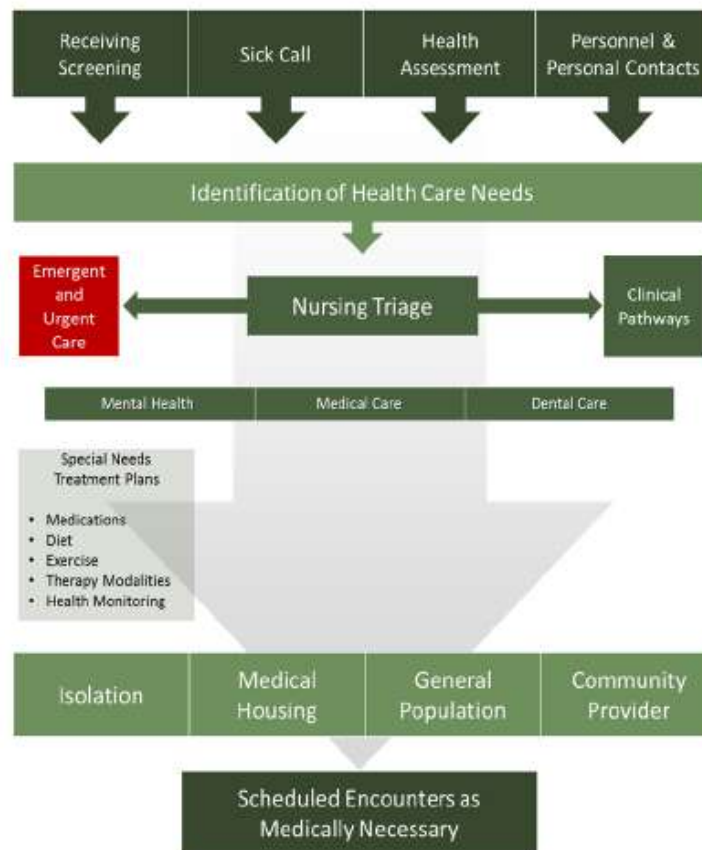 Receiving
Screening
Sick Call
Health
Assessment
Personnel &
Personal Contacts
Identification of Health Care Needs
Emergent
and
Urgent
Care
Nursing Triage
Clinical
Pathways
Mental Health
Medical Care
Dental Care
Special Needs
Treatment Plans
• Medications
• Diet
• Exercise
• Therapy Modalities
• Health Monitoring
Isolation
Medical
Housing
General
Population
Community
Provider
Scheduled Encounters as
Medically Necessary